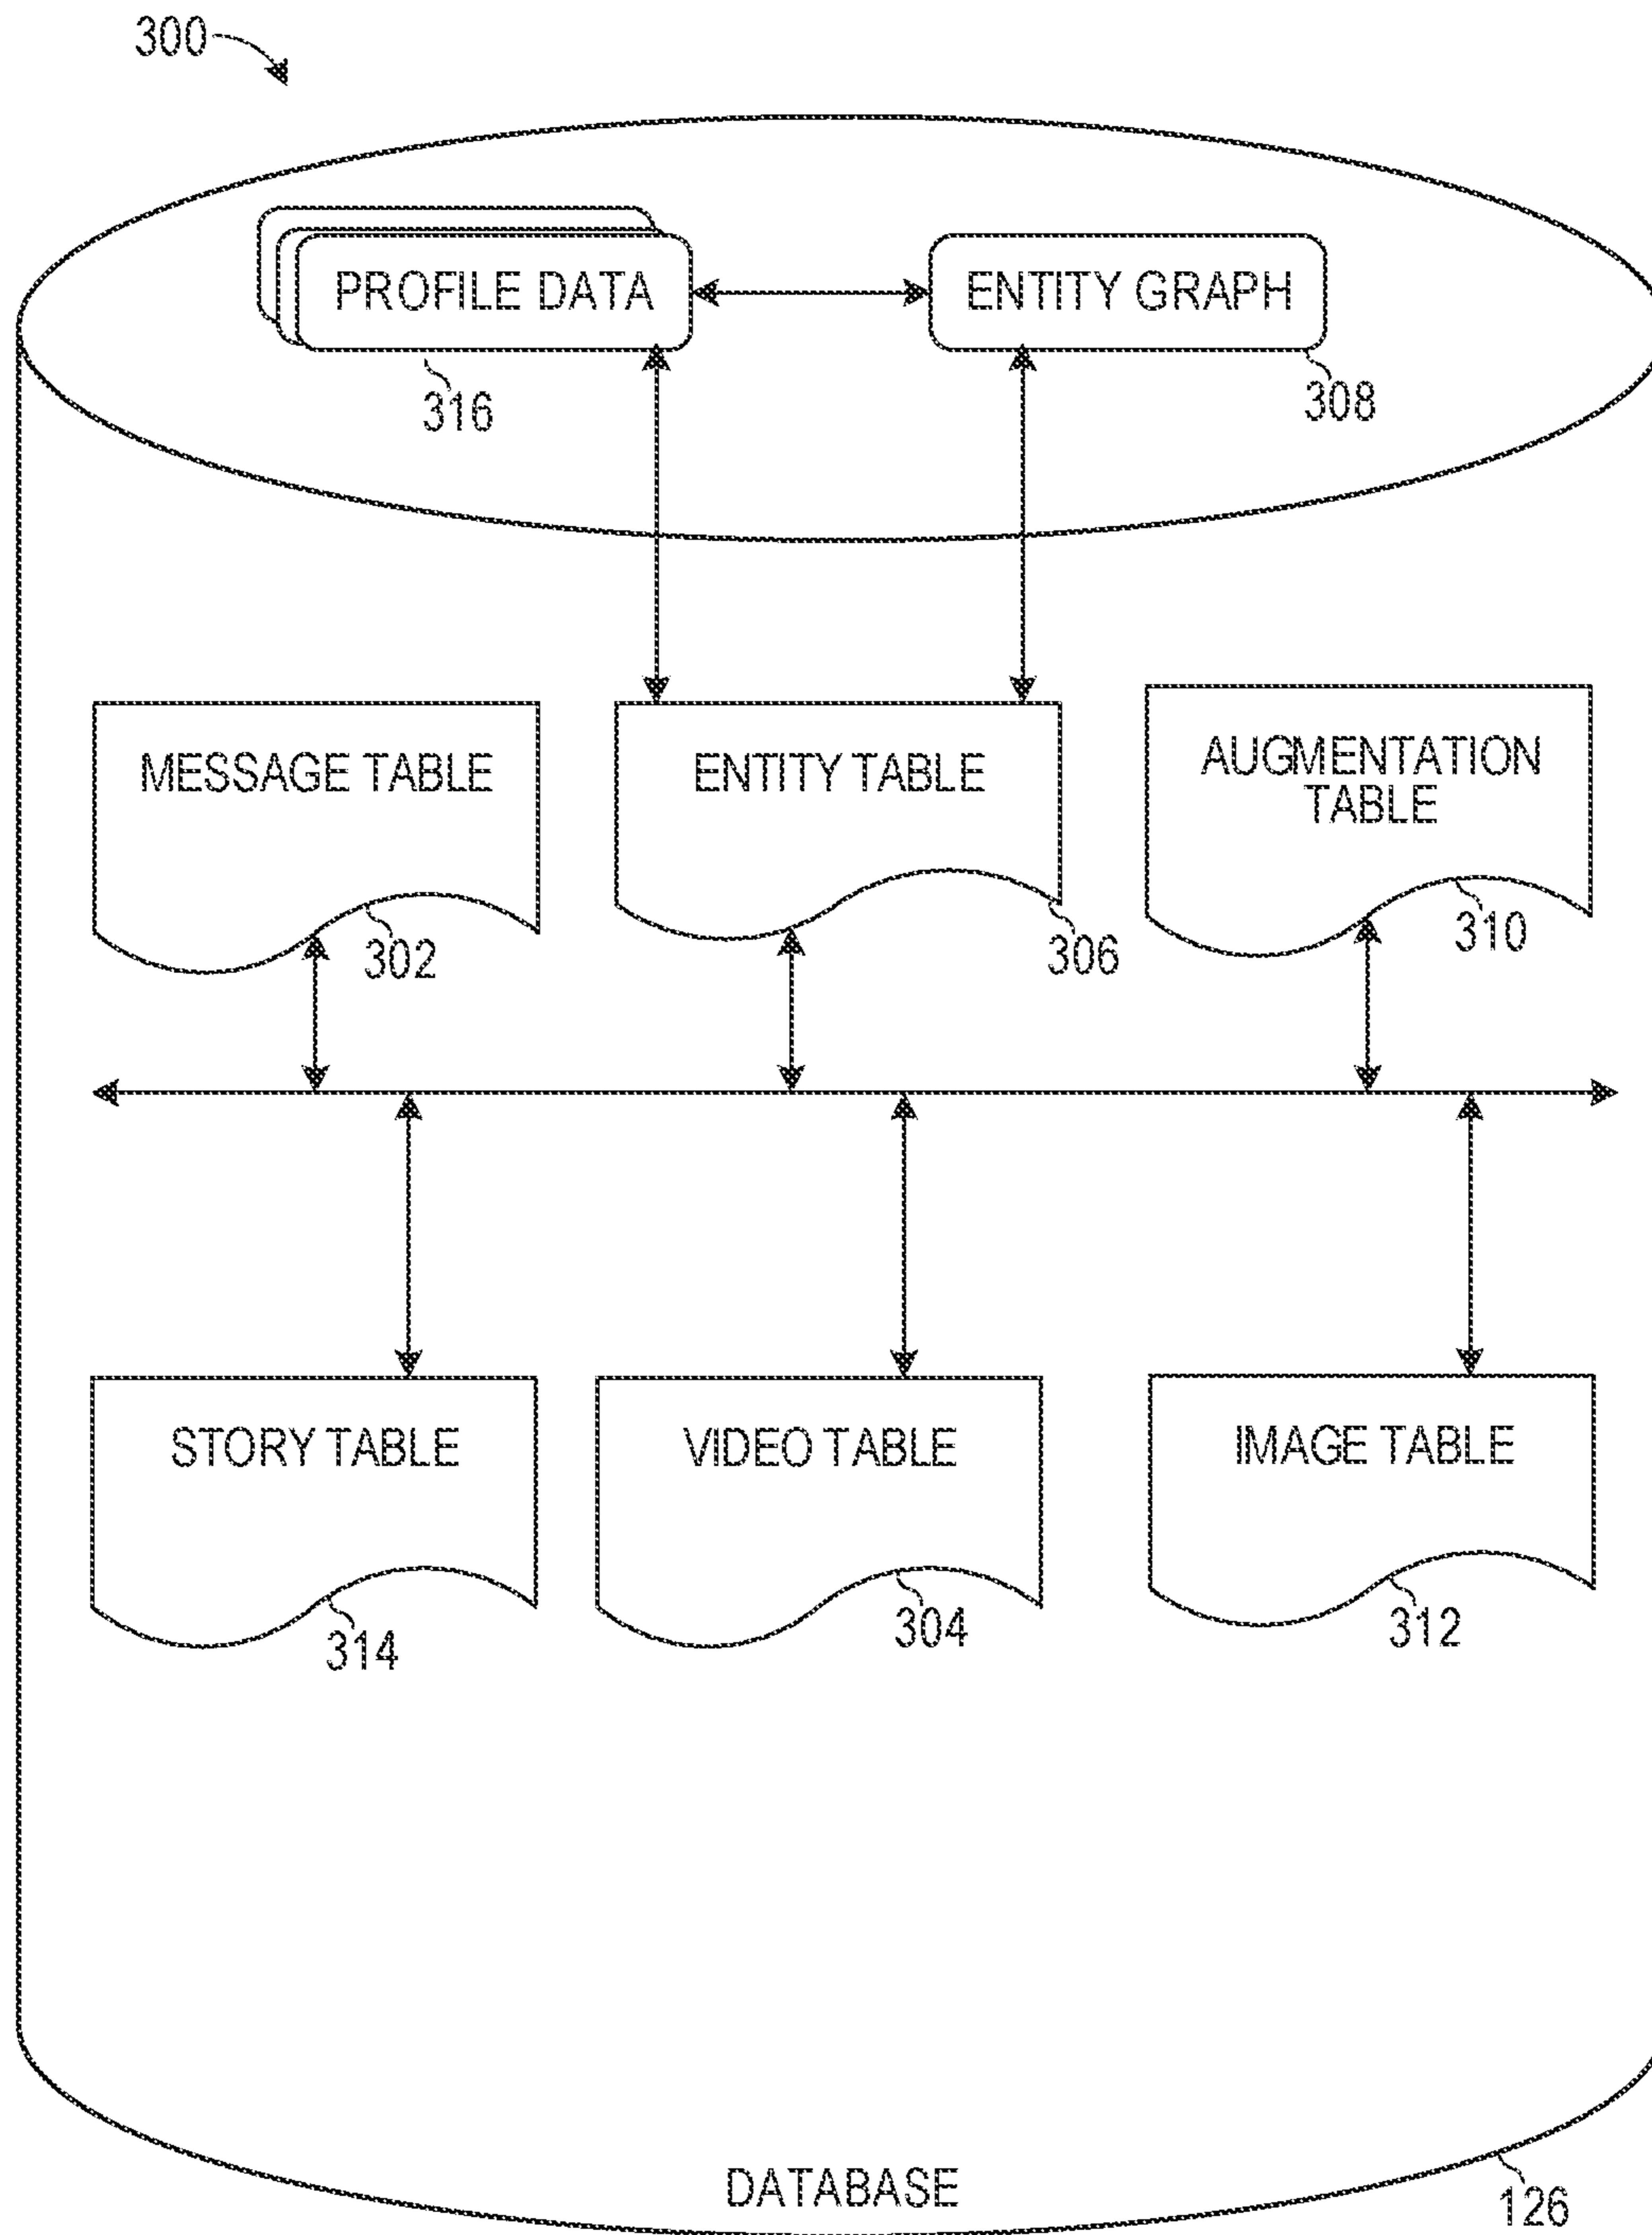 300
PROFILE DATA
ENTITY GRAPH
316
308
MESSAGE TABLE
ENTITY TABLE
AUGMENTATION
TABLE
302
306
310
STORY TABLE
VIDEO TABLE
IMAGE TABLE
314
304
312
DATABASE
126